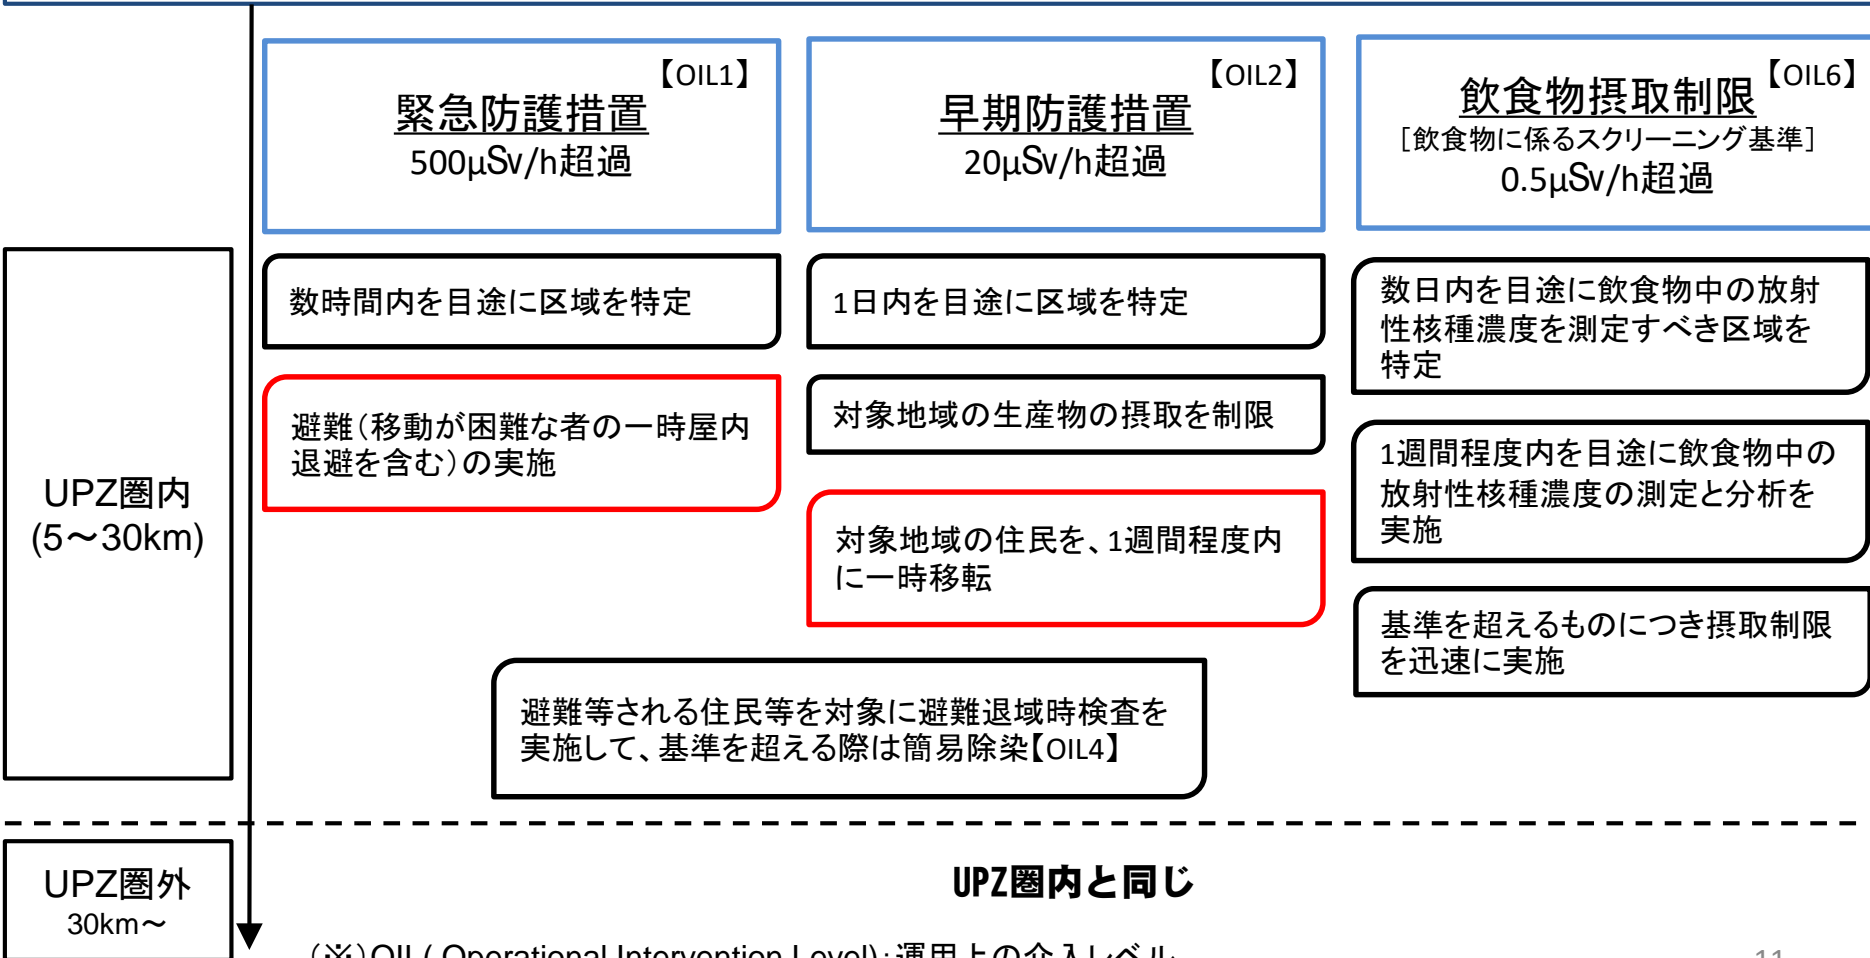 【OIL1】
緊急防護措置
500μSv/h超過
【OIL2】
早期防護措置
20μSv/h超過
【OIL6】
飲食物摂取制限
[飲食物に係るスクリーニング基準]
0.5μSv/h超過
UPZ圏内
(5～30km)
数時間内を目途に区域を特定
避難(移動が困難な者の一時屋内
退避を含む)の実施
1日内を目途に区域を特定
対象地域の生産物の摂取を制限
対象地域の住民を、1週間程度内
に一時移転
数日内を目途に飲食物中の放射
性核種濃度を測定すべき区域を
特定
1週間程度内を目途に飲食物中の
放射性核種濃度の測定と分析を
実施
基準を超えるものにつき摂取制限
を迅速に実施
避難等される住民等を対象に避難退域時検査を
実施して、基準を超える際は簡易除染【OIL4】
UPZ圏外
30km～
UPZ圏内と同じ
(※)OIL( Operational Intervention Level):運用上の介入レベル
11